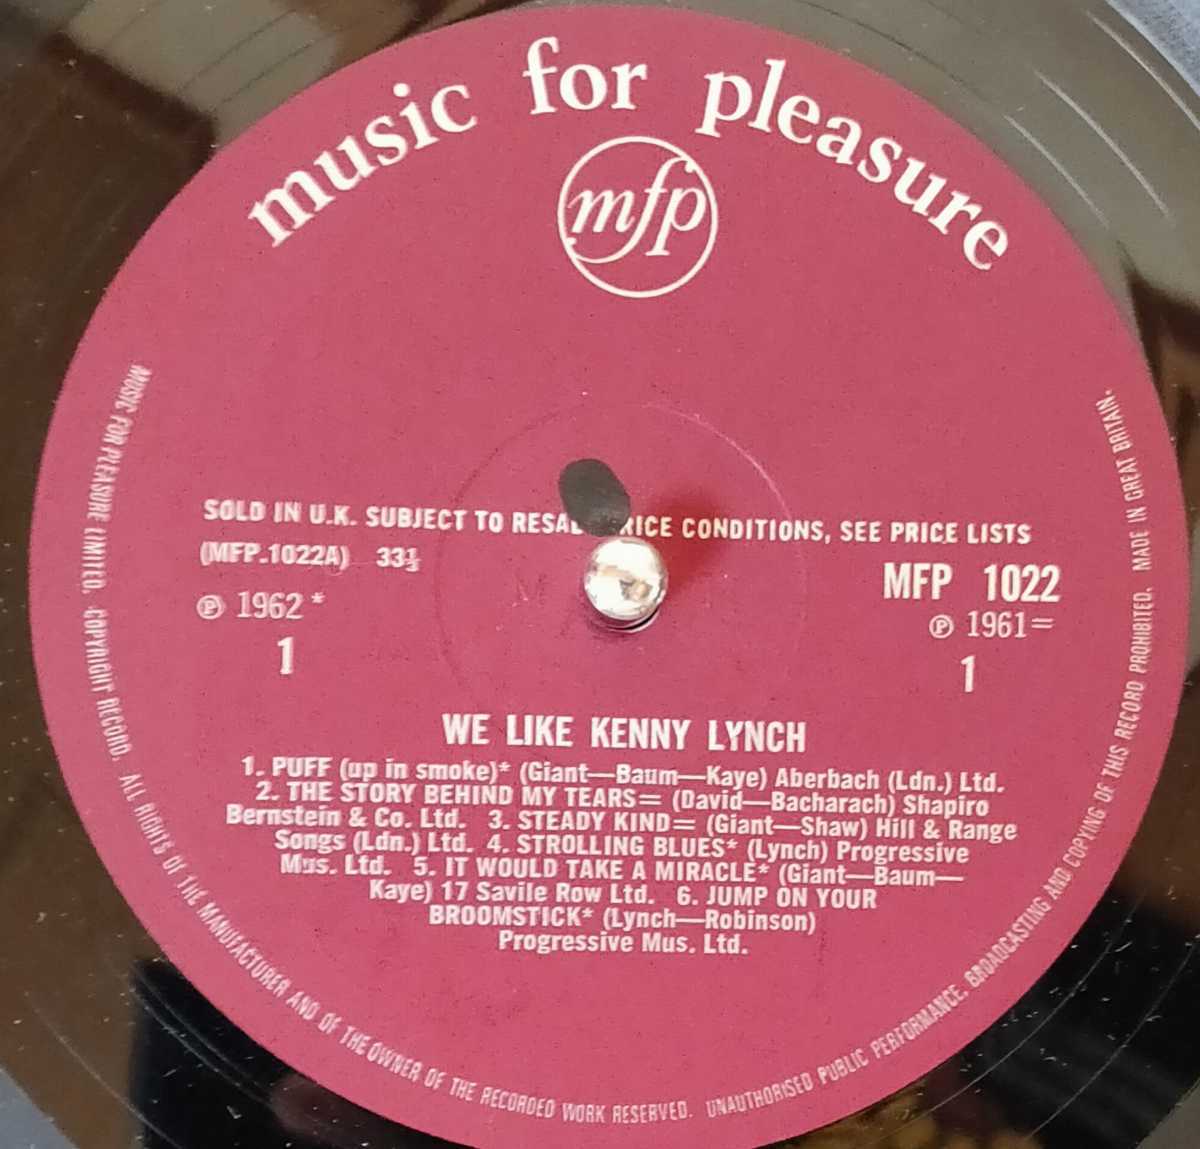 music for pleasure
mfp
SOLD IN U.K. SUBJECT TO RICE CONDITIONS, SEE PRICE LISTS
(MFP.1022A) 33⅓
MFP 1022
℗ 1962 *
℗ 1961=
1
1
WE LIKE KENNY LYNCH
1. PUFF (up in smoke)* (Giant—Baum—Kaye) Aberbach (Ldn.) Ltd.
2. THE STORY BEHIND MY TEARS= (David—Bacharach) Shapiro
Bernstein & Co. Ltd. 3. STEADY KIND= (Giant—Shaw) Hill & Range
Songs (Ldn.) Ltd. 4. STROLLING BLUES* (Lynch) Progressive
Mus. Ltd. 5. IT WOULD TAKE A MIRACLE* (Giant—Baum—
Kaye) 17 Savile Row Ltd. 6. JUMP ON YOUR
BROOMSTICK* (Lynch—Robinson)
Progressive Mus. Ltd.
MUSIC FOR PLEASURE LIMITED. COPYRIGHT RECORD. ALL RIGHTS OF THE MANUFACTURER AND OF THE OWNER OF THE RECORDED WORK RESERVED. UNAUTHORISED PUBLIC PERFORMANCE, BROADCASTING AND COPYING OF THIS RECORD PROHIBITED. MADE IN GREAT BRITAIN.